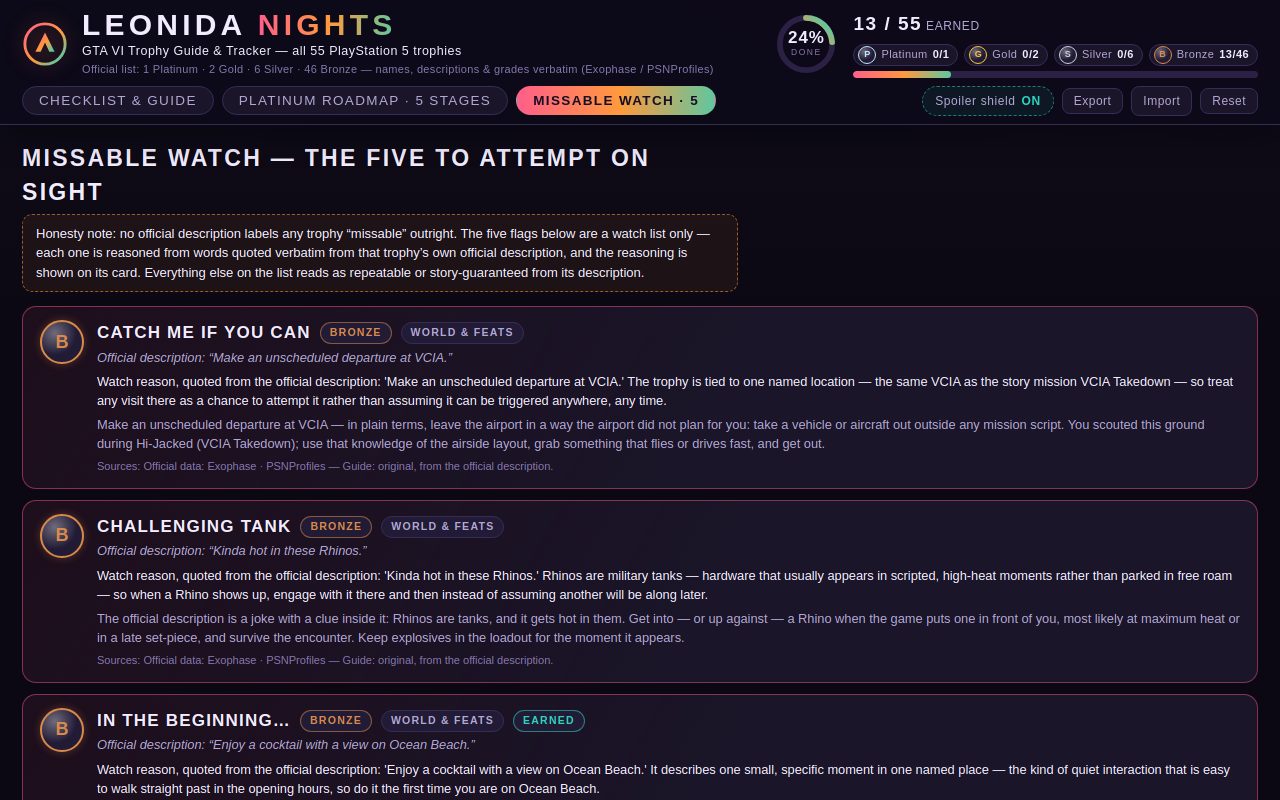 LEONIDA NIGHTS
GTA VI Trophy Guide & Tracker — all 55 PlayStation 5 trophies
Official list: 1 Platinum · 2 Gold · 6 Silver · 46 Bronze — names, descriptions & grades verbatim (Exophase / PSNProfiles)
24%
DONE
13 / 55 EARNED
P Platinum 0/1
G Gold 0/2
S Silver 0/6
B Bronze 13/46
CHECKLIST & GUIDE
PLATINUM ROADMAP · 5 STAGES
MISSABLE WATCH · 5
Spoiler shield ON
Export
Import
Reset
MISSABLE WATCH — THE FIVE TO ATTEMPT ON
SIGHT
Honesty note: no official description labels any trophy “missable” outright. The five flags below are a watch list only —
each one is reasoned from words quoted verbatim from that trophy’s own official description, and the reasoning is
shown on its card. Everything else on the list reads as repeatable or story-guaranteed from its description.
B
CATCH ME IF YOU CAN BRONZE WORLD & FEATS
Official description: “Make an unscheduled departure at VCIA.”
Watch reason, quoted from the official description: 'Make an unscheduled departure at VCIA.' The trophy is tied to one named location — the same VCIA as the story mission VCIA Takedown — so treat
any visit there as a chance to attempt it rather than assuming it can be triggered anywhere, any time.
Make an unscheduled departure at VCIA — in plain terms, leave the airport in a way the airport did not plan for you: take a vehicle or aircraft out outside any mission script. You scouted this ground
during Hi-Jacked (VCIA Takedown); use that knowledge of the airside layout, grab something that flies or drives fast, and get out.
Sources: Official data: Exophase · PSNProfiles — Guide: original, from the official description.
B
CHALLENGING TANK BRONZE WORLD & FEATS
Official description: “Kinda hot in these Rhinos.”
Watch reason, quoted from the official description: 'Kinda hot in these Rhinos.' Rhinos are military tanks — hardware that usually appears in scripted, high-heat moments rather than parked in free roam
— so when a Rhino shows up, engage with it there and then instead of assuming another will be along later.
The official description is a joke with a clue inside it: Rhinos are tanks, and it gets hot in them. Get into — or up against — a Rhino when the game puts one in front of you, most likely at maximum heat or
in a late set-piece, and survive the encounter. Keep explosives in the loadout for the moment it appears.
Sources: Official data: Exophase · PSNProfiles — Guide: original, from the official description.
B
IN THE BEGINNING… BRONZE WORLD & FEATS EARNED
Official description: “Enjoy a cocktail with a view on Ocean Beach.”
Watch reason, quoted from the official description: 'Enjoy a cocktail with a view on Ocean Beach.' It describes one small, specific moment in one named place — the kind of quiet interaction that is easy
to walk straight past in the opening hours, so do it the first time you are on Ocean Beach.